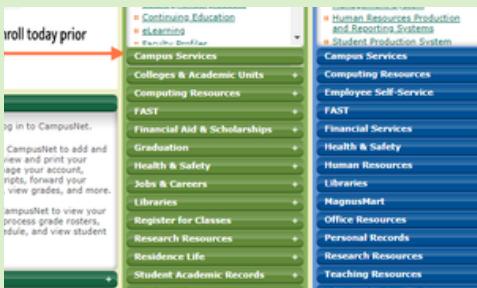 nroll today prior
og in to CampusNet.
CampusNet to add and
view and print your
nage your account,
ripts, forward your
view grades, and more.
ampusNet to view your
process grade rosters,
edule, and view student
+
Continuing Education
eLearning
Faculty Profiler
Campus Services
Colleges & Academic Units +
Computing Resources +
FAST +
Financial Aid & Scholarships +
Graduation +
Health & Safety +
Jobs & Careers +
Libraries +
Register for Classes +
Research Resources +
Residence Life +
Student Academic Records +
Human Resources Production
and Reporting Systems
Student Production System
Campus Services
Computing Resources
Employee Self-Service
FAST
Financial Services
Health & Safety
Human Resources
Libraries
MagnusMart
Office Resources
Personal Records
Research Resources
Teaching Resources